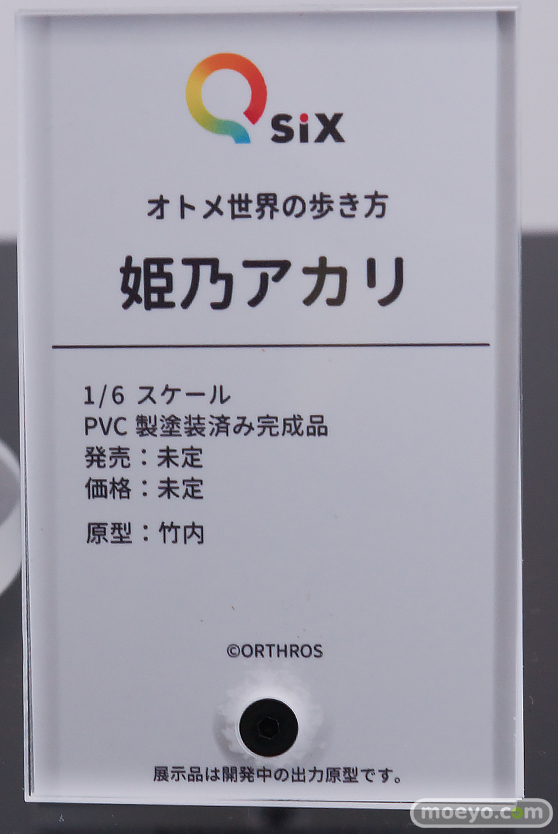 Q SiX
オトメ世界の歩き方
姫乃アカリ
1/6 スケール
PVC 製塗装済み完成品
発売：未定
価格：未定
原型：竹内
©ORTHROS
展示品は開発中の出力原型です。
moeyo.com